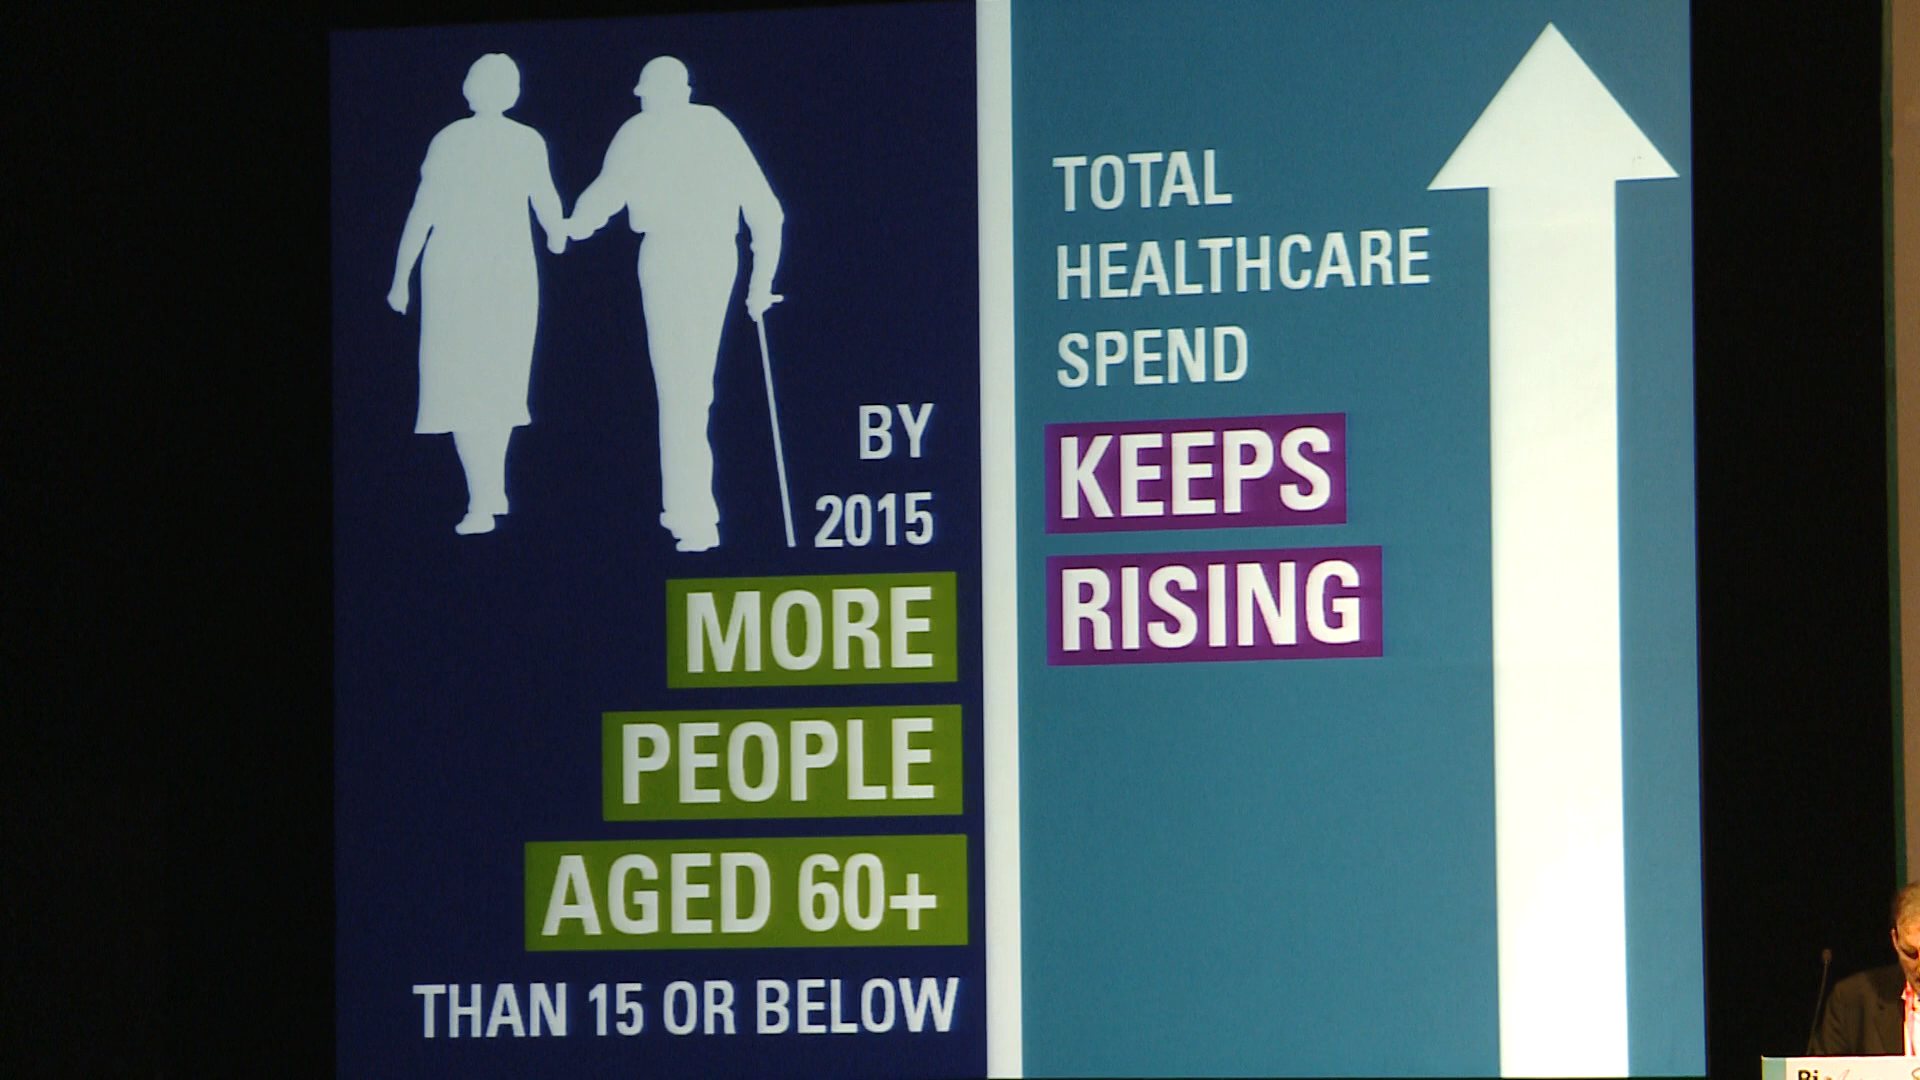 BY
2015
MORE
PEOPLE
AGED 60+
THAN 15 OR BELOW
TOTAL
HEALTHCARE
SPEND
KEEPS
RISING